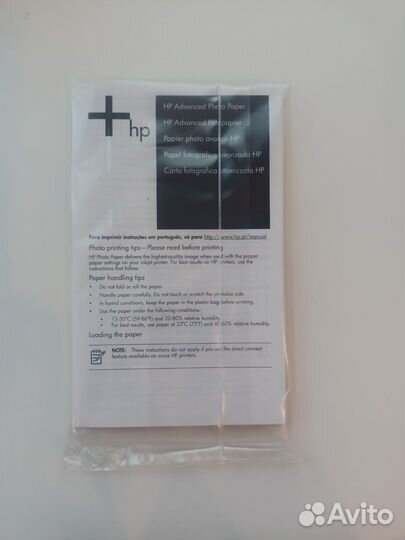 hp
HP Advanced Photo Paper
HP Advanced Fotopapier
Papier photo avancé HP
Papel fotográfico avanzado HP
Carta fotografica ottimizzata HP
Para imprimir instruções em português, vá para http://www.hp.pt/manual
Photo printing tips—Please read before printing
HP Photo Paper delivers the highest-quality image when used with the proper
paper settings on your inkjet printer. For best results on HP printers, use the
instructions that follow.
Paper handling tips
• Do not fold or roll the paper.
• Handle paper carefully. Do not touch or scratch the printable side.
• In humid conditions, keep the paper in the plastic bag before printing.
• Use the paper under the following conditions:
• 15-30ºC (59-86ºF) and 20-80% relative humidity
• For best results, use paper at 23ºC (73ºF) and 40-60% relative humidity.
Loading the paper
NOTE: These instructions do not apply if you use the direct connect
feature available on some HP printers.
Avito